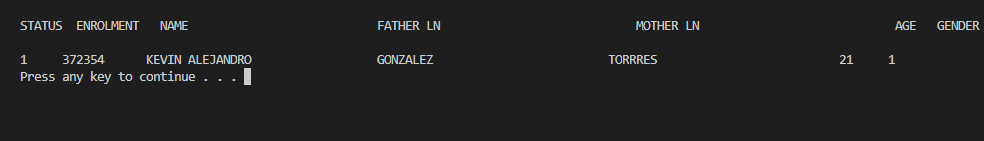 STATUS ENROLMENT NAME FATHER LN MOTHER LN AGE GENDER
1 372354 KEVIN ALEJANDRO GONZALEZ TORRRES 21 1
Press any key to continue . . .